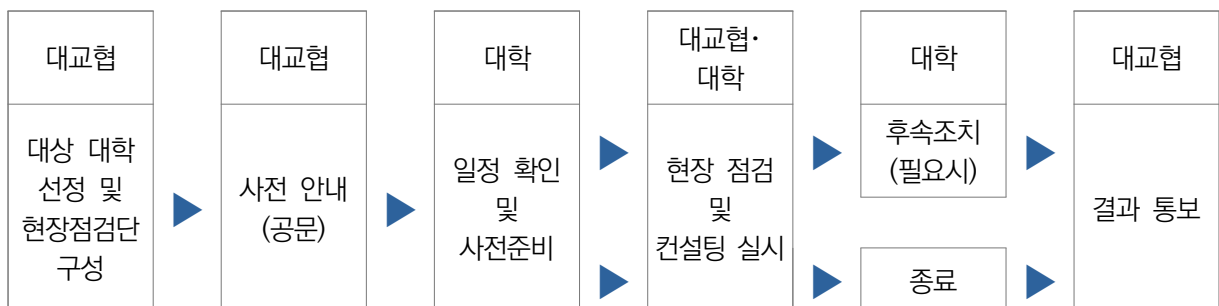 대교협
대상 대학
선정 및
현장점검단
구성
대교협
사전 안내
(공문)
대학
일정 확인
및
사전준비
대교협·
대학
현장 점검
및
컨설팅 실시
대학
후속조치
(필요시)
종료
대교협
결과 통보